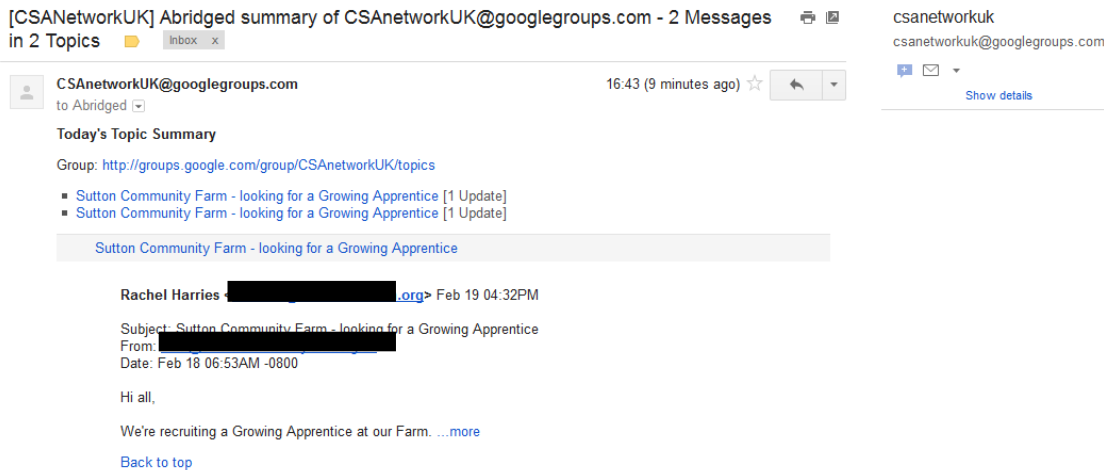 [CSANetworkUK] Abridged summary of CSAnetworkUK@googlegroups.com - 2 Messages
in 2 Topics Inbox x
CSAnetworkUK@googlegroups.com 16:43 (9 minutes ago)
to Abridged
Today's Topic Summary
Group: http://groups.google.com/group/CSAnetworkUK/topics
Sutton Community Farm - looking for a Growing Apprentice [1 Update]
Sutton Community Farm - looking for a Growing Apprentice [1 Update]
Sutton Community Farm - looking for a Growing Apprentice
Rachel Harries < .org> Feb 19 04:32PM
Subject: Sutton Community Farm - looking for a Growing Apprentice
From:
Date: Feb 18 06:53AM -0800
Hi all,
We're recruiting a Growing Apprentice at our Farm. ...more
Back to top
csanetworkuk
csanetworkuk@googlegroups.com
Show details